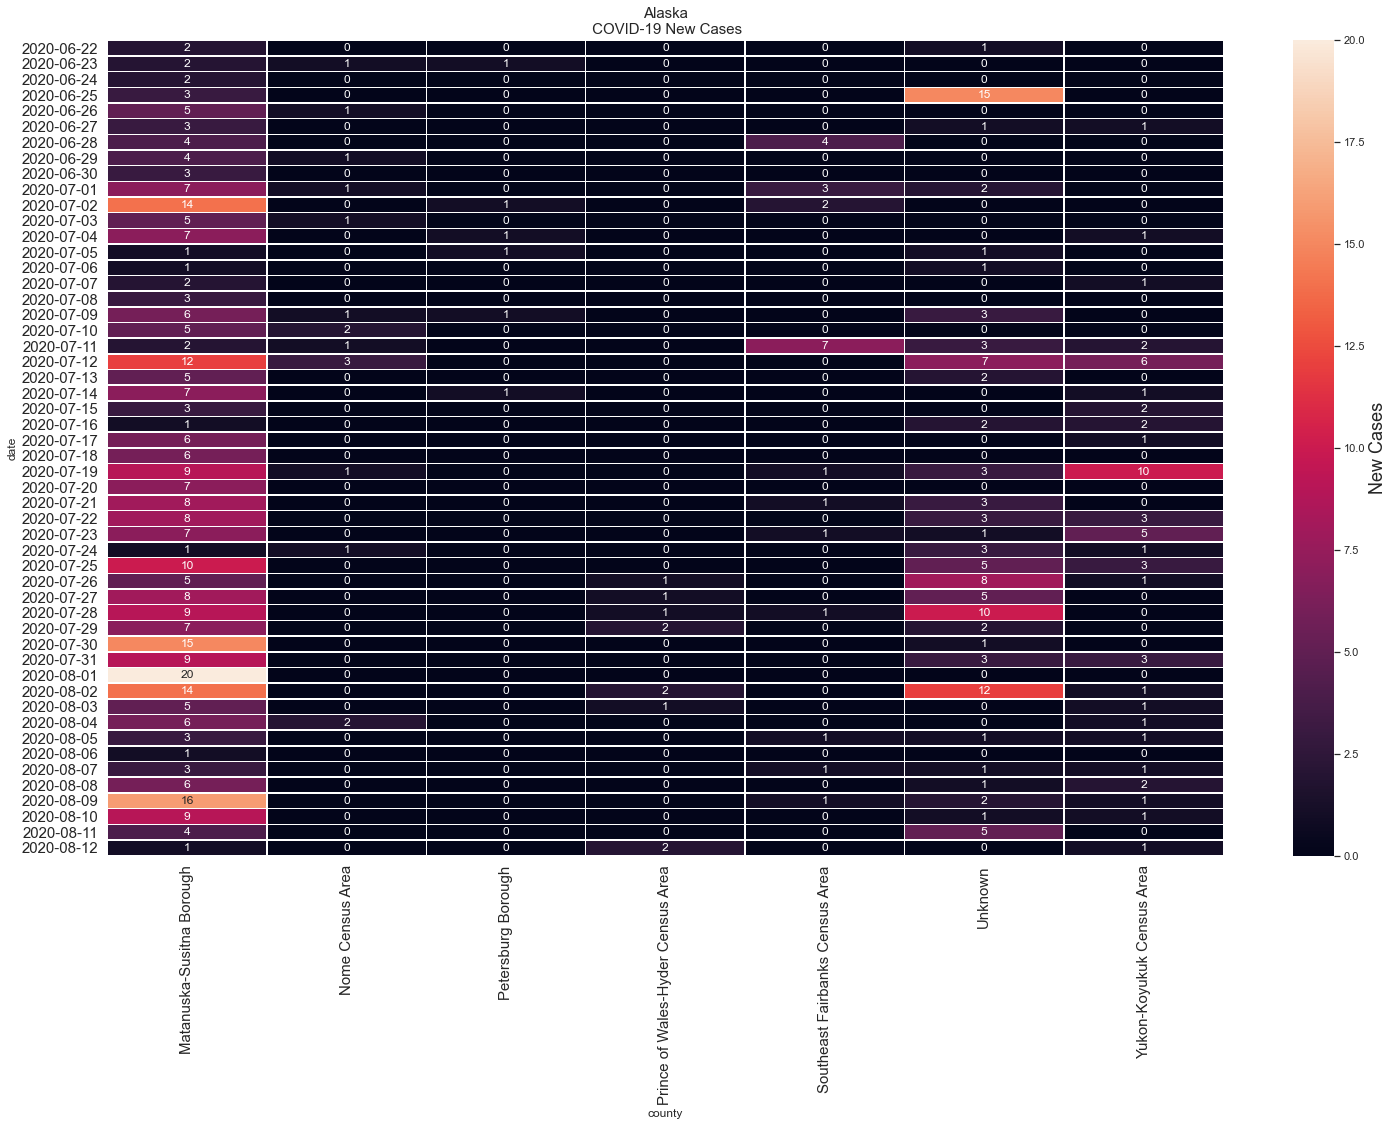 Alaska
COVID-19 New Cases
2020-06-22 2 0 0 0 0 1 0
2020-06-23 2 1 1 0 0 0 0
2020-06-24 2 0 0 0 0 0 0
2020-06-25 3 0 0 0 0 15 0
2020-06-26 5 1 0 0 0 0 0
2020-06-27 3 0 0 0 0 1 1
2020-06-28 4 0 0 0 4 0 0
2020-06-29 4 1 0 0 0 0 0
2020-06-30 3 0 0 0 0 0 0
2020-07-01 7 1 0 0 3 2 0
2020-07-02 14 0 1 0 2 0 0
2020-07-03 5 1 0 0 0 0 0
2020-07-04 7 0 1 0 0 0 1
2020-07-05 1 0 1 0 0 1 0
2020-07-06 1 0 0 0 0 1 0
2020-07-07 2 0 0 0 0 0 1
2020-07-08 3 0 0 0 0 0 0
2020-07-09 6 1 1 0 0 3 0
2020-07-10 5 2 0 0 0 0 0
2020-07-11 2 1 0 0 7 3 2
2020-07-12 12 3 0 0 0 7 6
2020-07-13 5 0 0 0 0 2 0
2020-07-14 7 0 1 0 0 0 1
2020-07-15 3 0 0 0 0 0 2
2020-07-16 1 0 0 0 0 2 2
2020-07-17 6 0 0 0 0 0 1
2020-07-18 6 0 0 0 0 0 0
2020-07-19 9 1 0 0 1 3 10
2020-07-20 7 0 0 0 0 0 0
2020-07-21 8 0 0 0 1 3 0
2020-07-22 8 0 0 0 0 3 3
2020-07-23 7 0 0 0 1 1 5
2020-07-24 1 1 0 0 0 3 1
2020-07-25 10 0 0 0 0 5 3
2020-07-26 5 0 0 1 0 8 1
2020-07-27 8 0 0 1 0 5 0
2020-07-28 9 0 0 1 1 10 0
2020-07-29 7 0 0 2 0 2 0
2020-07-30 15 0 0 0 0 1 0
2020-07-31 9 0 0 0 0 3 3
2020-08-01 20 0 0 0 0 0 0
2020-08-02 14 0 0 2 0 12 1
2020-08-03 5 0 0 1 0 0 1
2020-08-04 6 2 0 0 0 0 1
2020-08-05 3 0 0 0 1 1 1
2020-08-06 1 0 0 0 0 0 0
2020-08-07 3 0 0 0 1 1 1
2020-08-08 6 0 0 0 0 1 2
2020-08-09 16 0 0 0 1 2 1
2020-08-10 9 0 0 0 0 1 1
2020-08-11 4 0 0 0 0 5 0
2020-08-12 1 0 0 2 0 0 1
date
Matanuska-Susitna Borough
Nome Census Area
Petersburg Borough
Prince of Wales-Hyder Census Area
Southeast Fairbanks Census Area
Unknown
Yukon-Koyukuk Census Area
county
20.0
17.5
15.0
12.5
10.0
7.5
5.0
2.5
0.0
New Cases